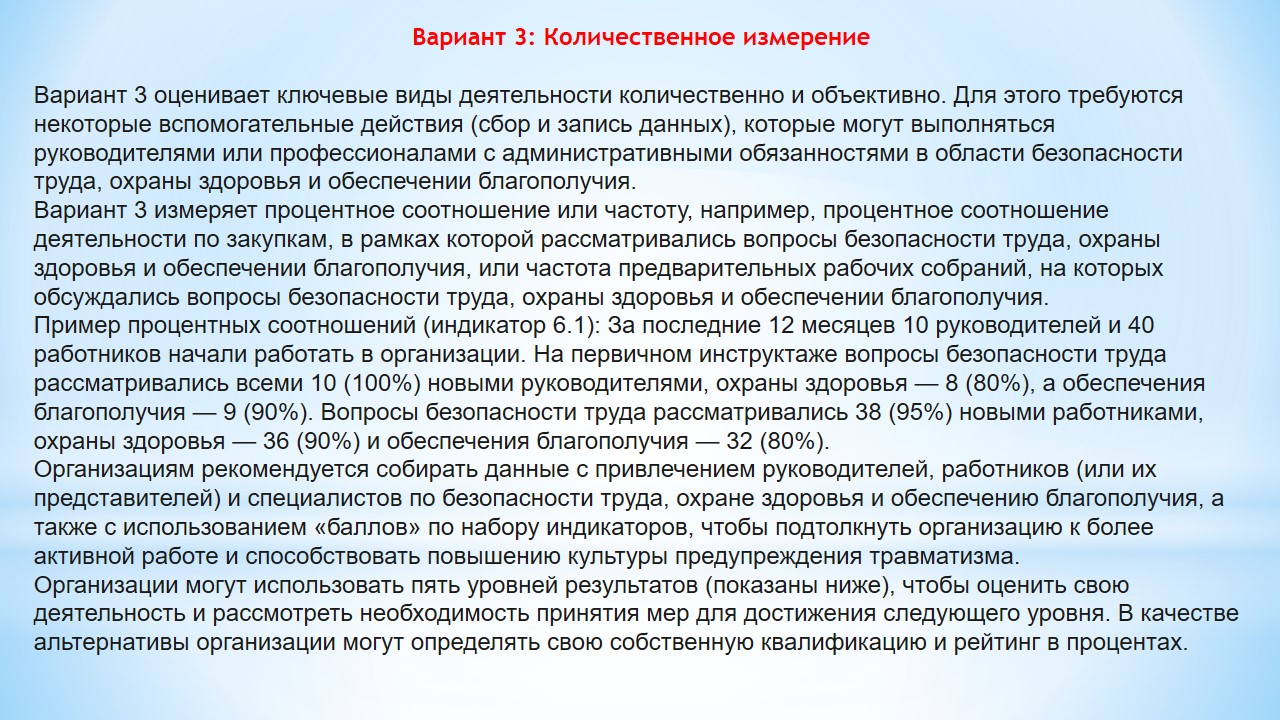 Вариант 3: Количественное измерение
Вариант 3 оценивает ключевые виды деятельности количественно и объективно. Для этого требуются
некоторые вспомогательные действия (сбор и запись данных), которые могут выполняться
руководителями или профессионалами с административными обязанностями в области безопасности
труда, охраны здоровья и обеспечении благополучия.
Вариант 3 измеряет процентное соотношение или частоту, например, процентное соотношение
деятельности по закупкам, в рамках которой рассматривались вопросы безопасности труда, охраны
здоровья и обеспечении благополучия, или частота предварительных рабочих собраний, на которых
обсуждались вопросы безопасности труда, охраны здоровья и обеспечении благополучия.
Пример процентных соотношений (индикатор 6.1): За последние 12 месяцев 10 руководителей и 40
работников начали работать в организации. На первичном инструктаже вопросы безопасности труда
рассматривались всеми 10 (100%) новыми руководителями, охраны здоровья — 8 (80%), а обеспечения
благополучия — 9 (90%). Вопросы безопасности труда рассматривались 38 (95%) новыми работниками,
охраны здоровья — 36 (90%) и обеспечения благополучия — 32 (80%).
Организациям рекомендуется собирать данные с привлечением руководителей, работников (или их
представителей) и специалистов по безопасности труда, охране здоровья и обеспечению благополучия, а
также с использованием «баллов» по набору индикаторов, чтобы подтолкнуть организацию к более
активной работе и способствовать повышению культуры предупреждения травматизма.
Организации могут использовать пять уровней результатов (показаны ниже), чтобы оценить свою
деятельность и рассмотреть необходимость принятия мер для достижения следующего уровня. В качестве
альтернативы организации могут определять свою собственную квалификацию и рейтинг в процентах.